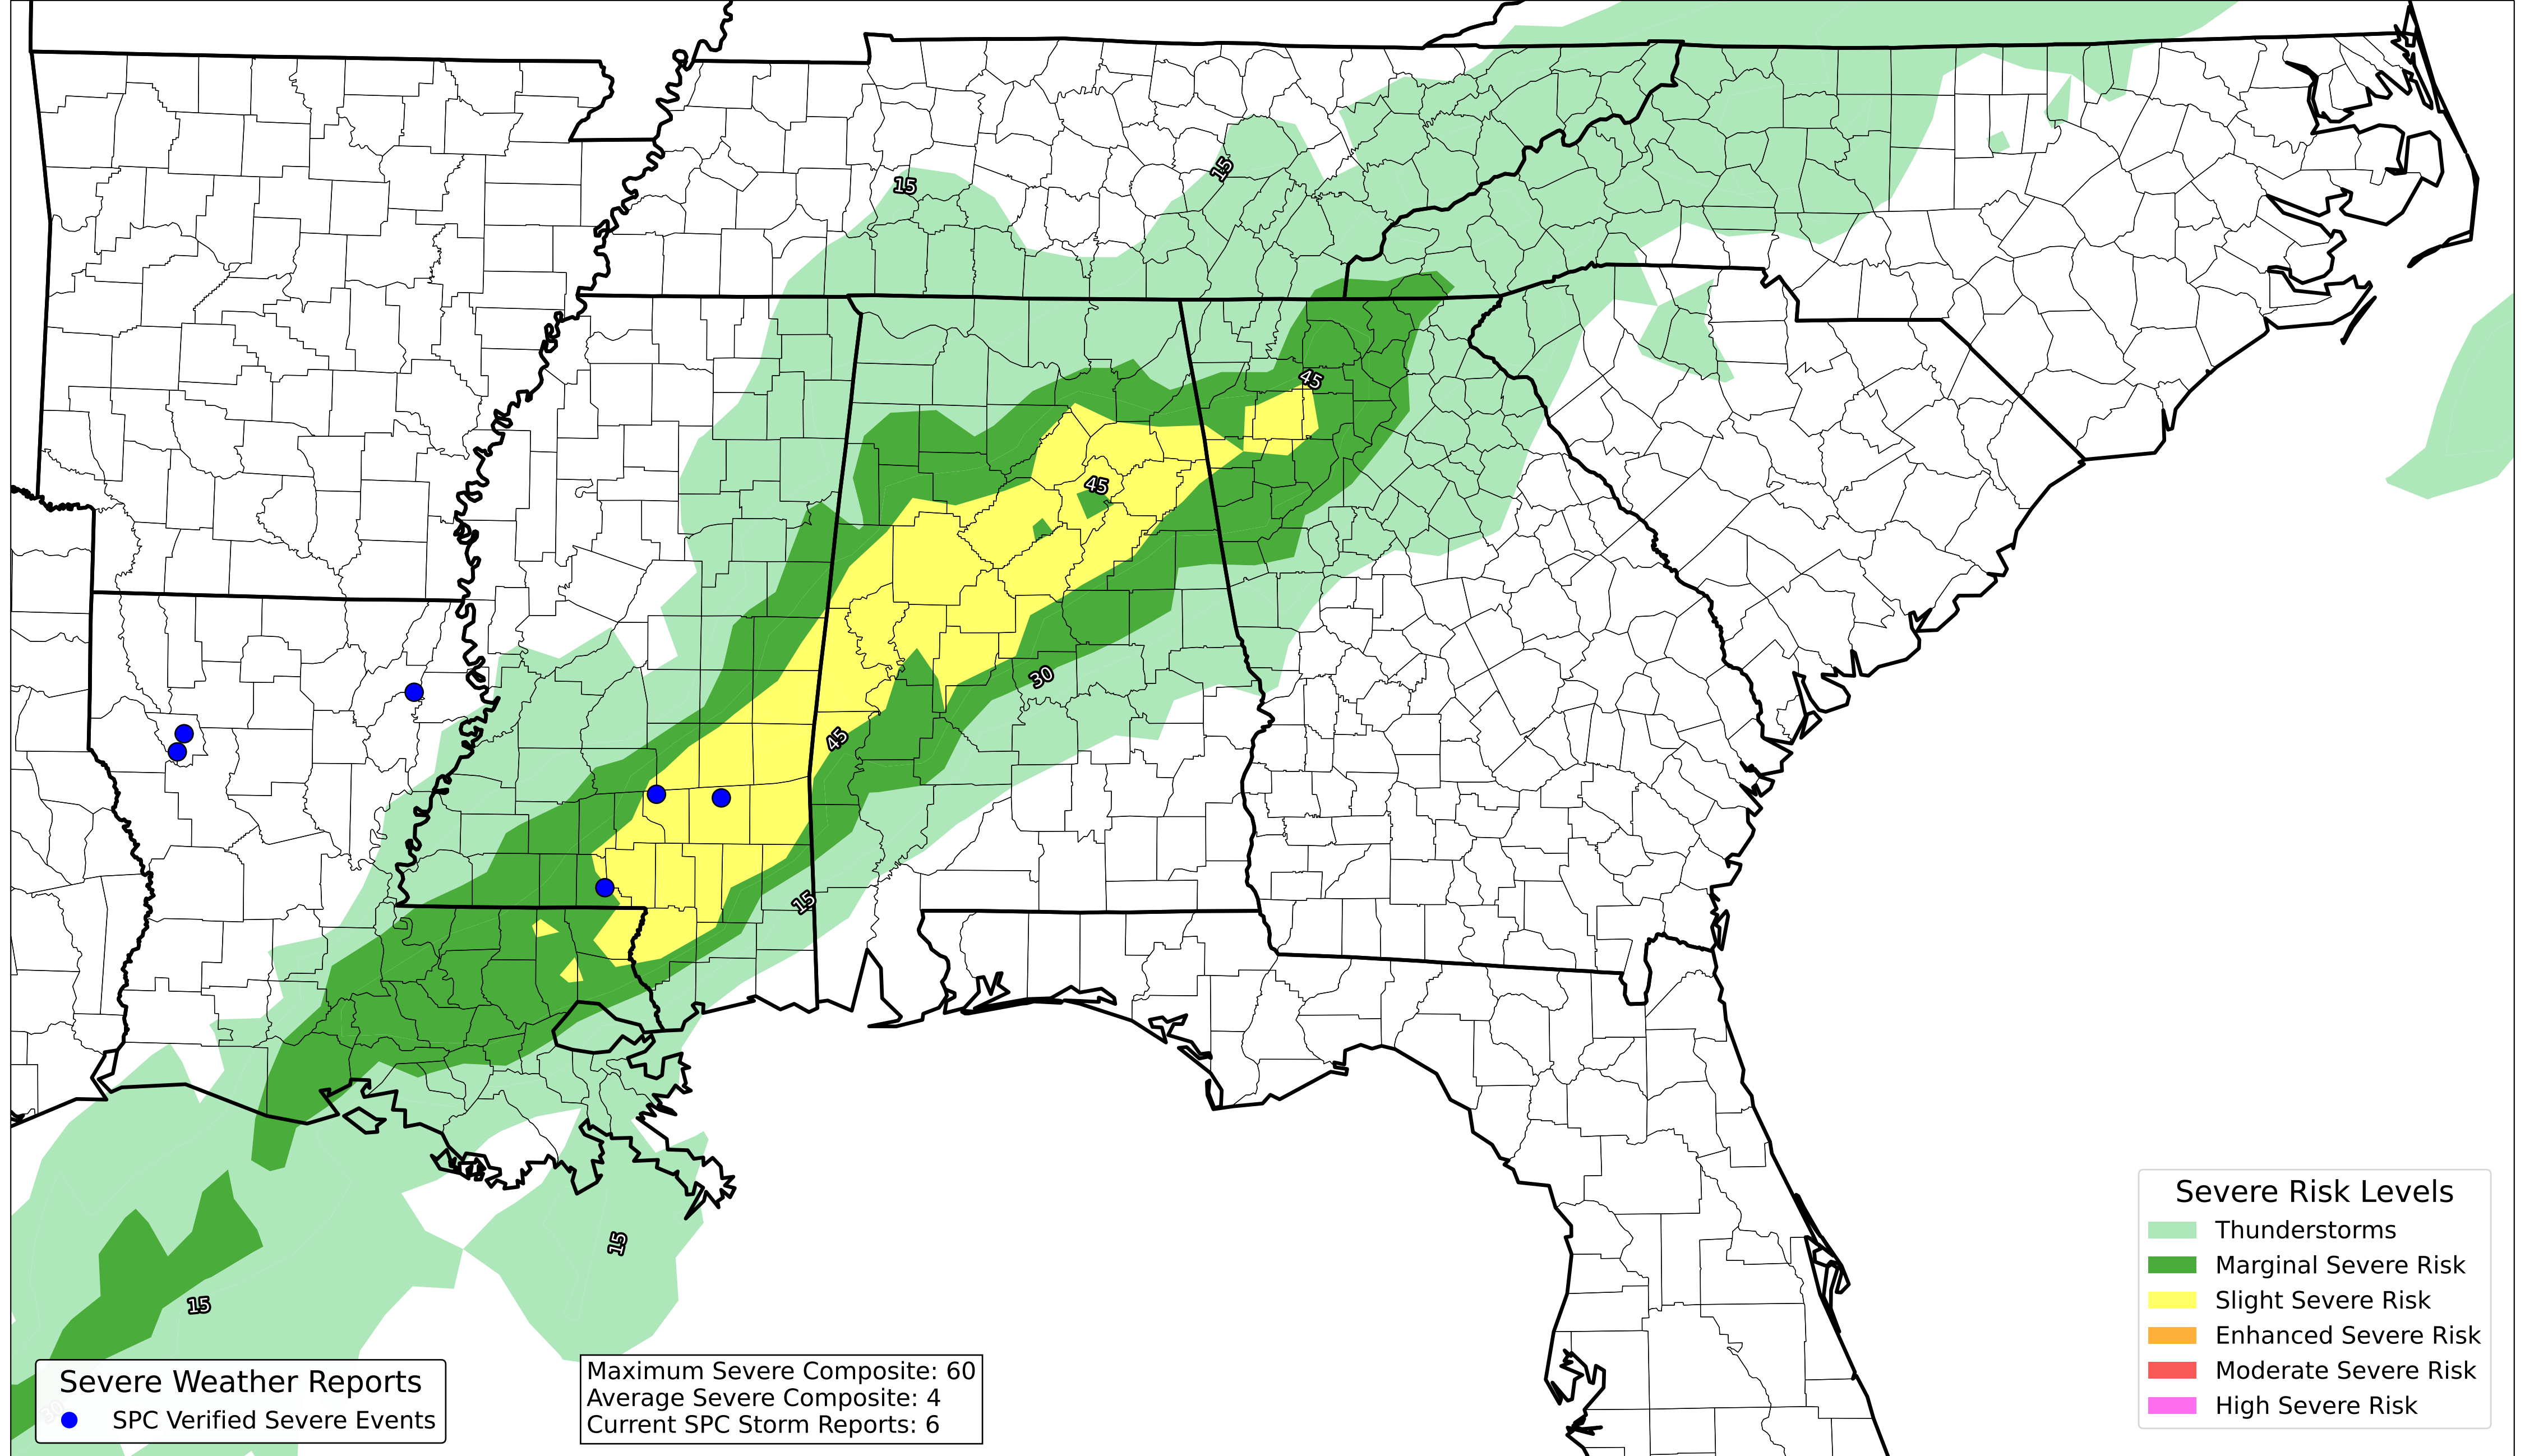 15
15
45
45
30
45
15
15
15
30
Severe Risk Levels
Thunderstorms
Marginal Severe Risk
Slight Severe Risk
Enhanced Severe Risk
Moderate Severe Risk
High Severe Risk
Severe Weather Reports
SPC Verified Severe Events
Maximum Severe Composite: 60
Average Severe Composite: 4
Current SPC Storm Reports: 6